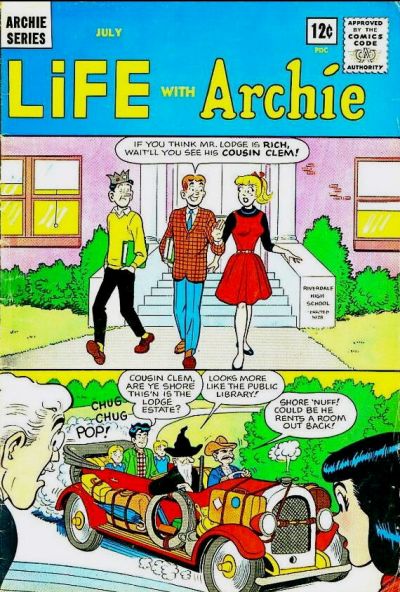 ARCHIE
SERIES
JULY
12¢
PDC
APPROVED
BY THE
COMICS
CODE
CA
AUTHORITY
LiFE WITH Archie
IF YOU THINK MR. LODGE IS RICH,
WAIT'LL YOU SEE HIS COUSIN CLEM!
RIVERDALE
HIGH
SCHOOL
COUSIN CLEM,
ARE YE SHORE
THIS'N IS THE
LODGE
ESTATE?
LOOKS MORE
LIKE THE PUBLIC
LIBRARY!
SHORE 'NUFF!
COULD BE HE
RENTS A ROOM
OUT BACK!
CHUG
CHUG
POP!